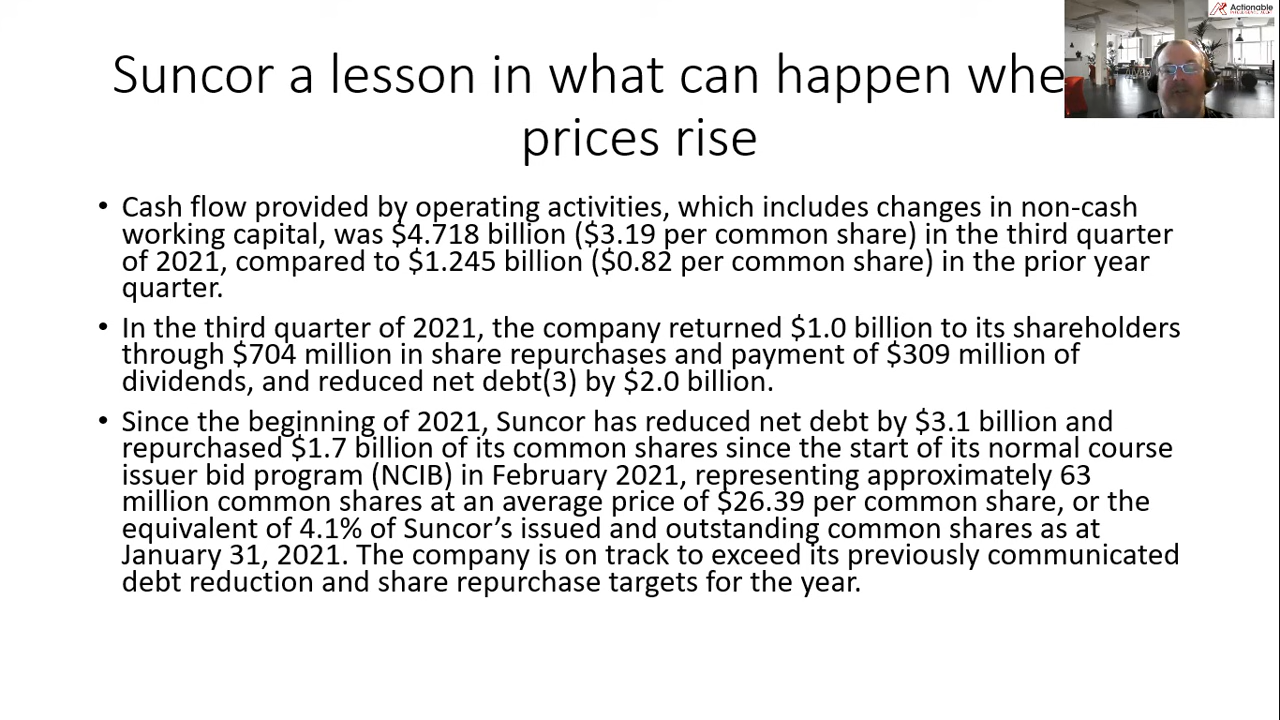 Actionable
Suncor a lesson in what can happen whe
prices rise
• Cash flow provided by operating activities, which includes changes in non-cash
working capital, was $4.718 billion ($3.19 per common share) in the third quarter
of 2021, compared to $1.245 billion ($0.82 per common share) in the prior year
quarter.
• In the third quarter of 2021, the company returned $1.0 billion to its shareholders
through $704 million in share repurchases and payment of $309 million of
dividends, and reduced net debt(3) by $2.0 billion.
• Since the beginning of 2021, Suncor has reduced net debt by $3.1 billion and
repurchased $1.7 billion of its common shares since the start of its normal course
issuer bid program (NCIB) in February 2021, representing approximately 63
million common shares at an average price of $26.39 per common share, or the
equivalent of 4.1% of Suncor’s issued and outstanding common shares as at
January 31, 2021. The company is on track to exceed its previously communicated
debt reduction and share repurchase targets for the year.